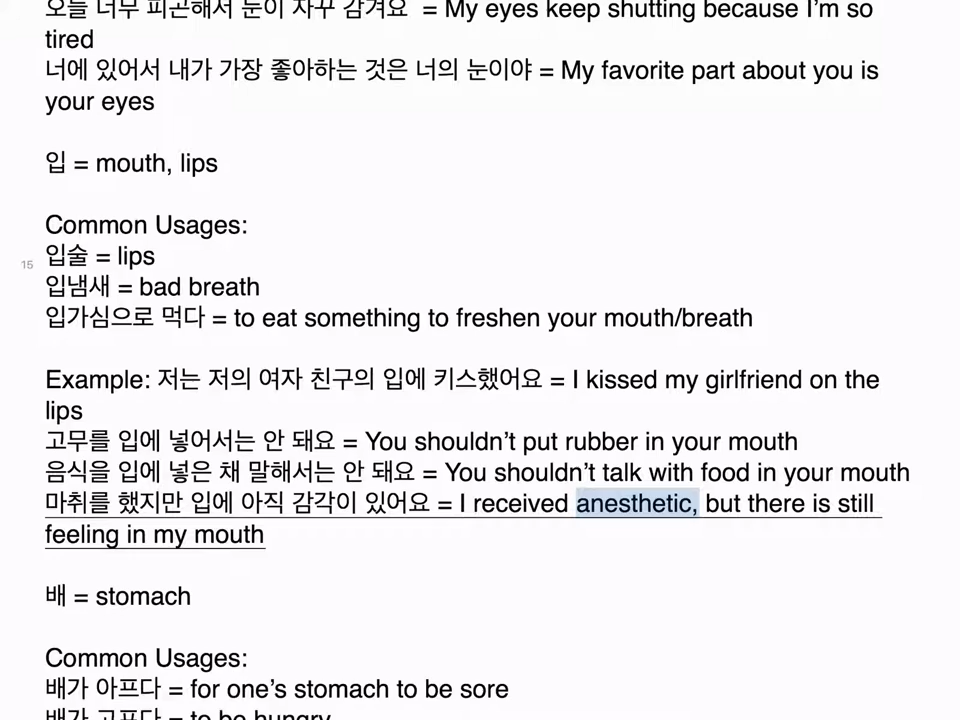 오늘 너무 피곤해서 눈이 자꾸 감겨요 = My eyes keep shutting because I'm so
tired
너에 있어서 내가 가장 좋아하는 것은 너의 눈이야 = My favorite part about you is
your eyes
입 = mouth, lips
Common Usages:
15
입술 = lips
입냄새 = bad breath
입가심으로 먹다 = to eat something to freshen your mouth/breath
Example: 저는 저의 여자 친구의 입에 키스했어요 = I kissed my girlfriend on the
lips
고무를 입에 넣어서는 안 돼요 = You shouldn't put rubber in your mouth
음식을 입에 넣은 채 말해서는 안 돼요 = You shouldn't talk with food in your mouth
마취를 했지만 입에 아직 감각이 있어요 = I received anesthetic, but there is still
feeling in my mouth
배 = stomach
Common Usages:
배가 아프다 = for one's stomach to be sore
배가 고프다 = to be hungry